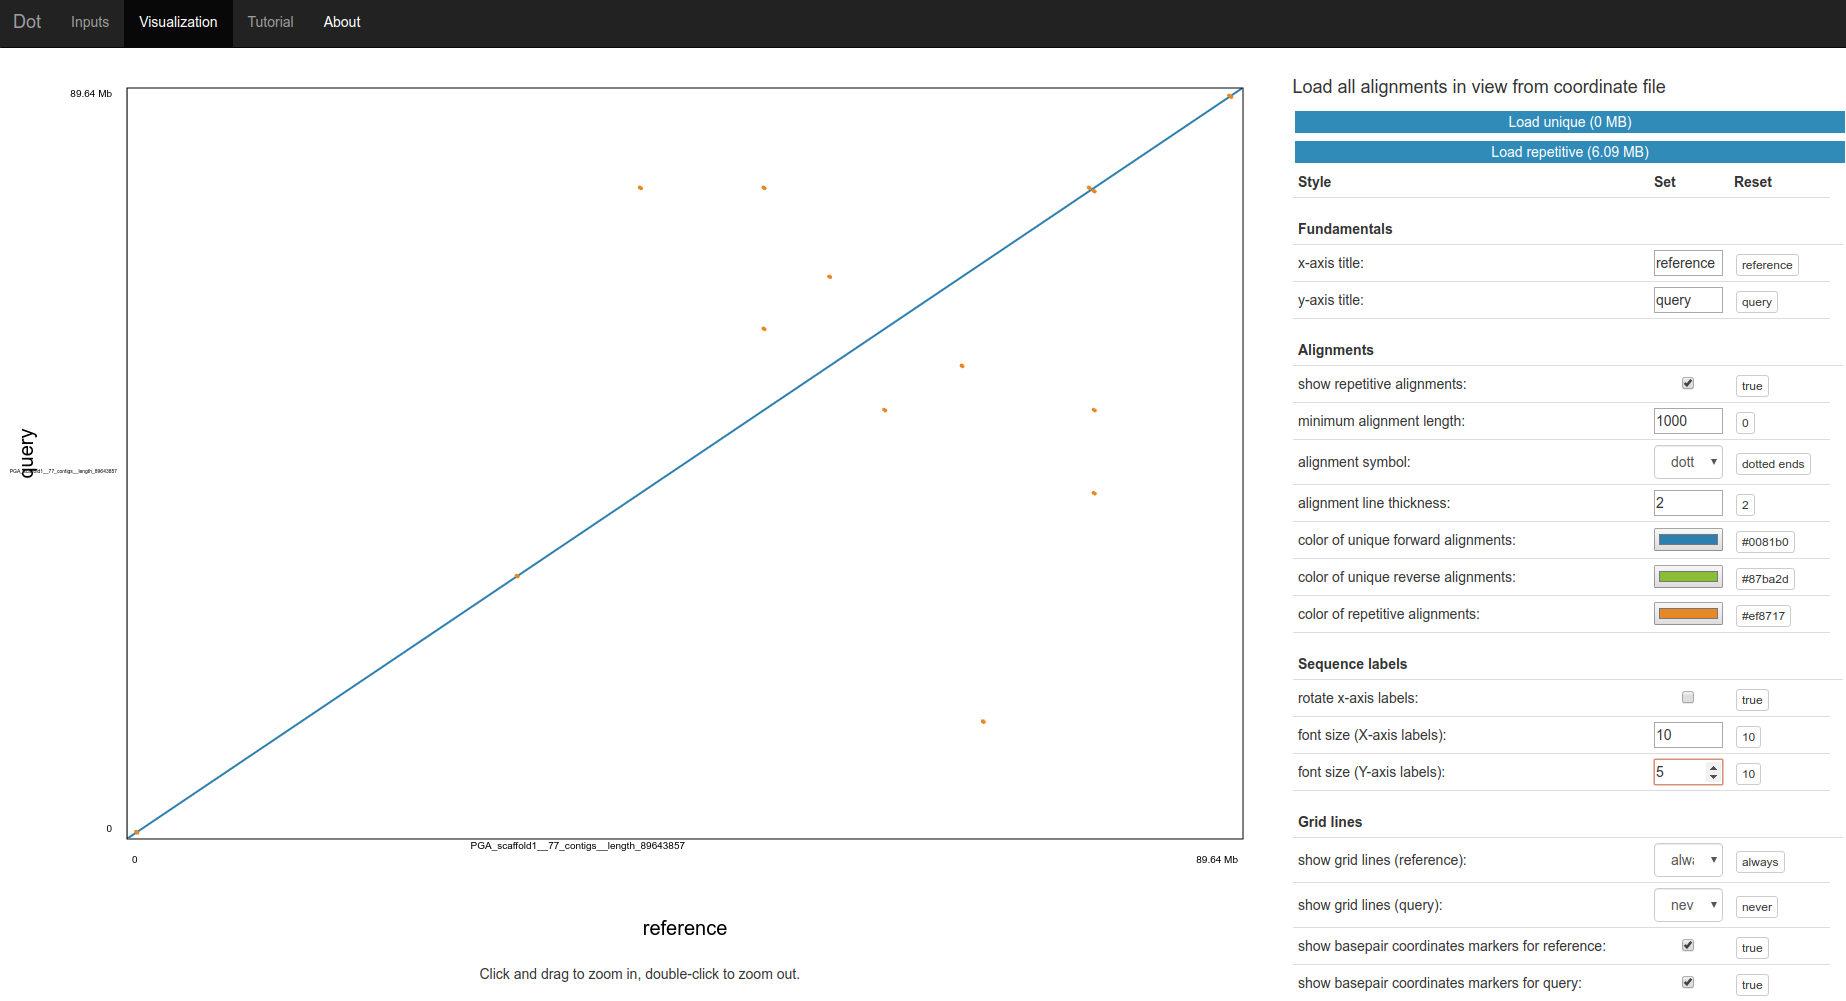 Dot Inputs Visualization Tutorial About
89.64 Mb
query
PGA_scaffold1__77_contigs__length_89643857
0
PGA_scaffold1__77_contigs__length_89643857
0 89.64 Mb
reference
Click and drag to zoom in, double-click to zoom out.
Load all alignments in view from coordinate file
Load unique (0 MB)
Load repetitive (6.09 MB)
Style Set Reset
Fundamentals
x-axis title: reference reference
y-axis title: query query
Alignments
show repetitive alignments: true
minimum alignment length: 1000 0
alignment symbol: dott dotted ends
alignment line thickness: 2 2
color of unique forward alignments: #0081b0
color of unique reverse alignments: #87ba2d
color of repetitive alignments: #ef8717
Sequence labels
rotate x-axis labels: true
font size (X-axis labels): 10 10
font size (Y-axis labels): 5 10
Grid lines
show grid lines (reference): alwa always
show grid lines (query): nev never
show basepair coordinates markers for reference: true
show basepair coordinates markers for query: true